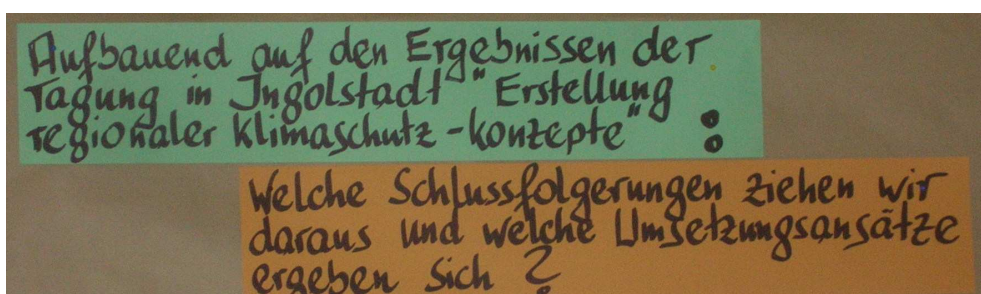 Aufbauend auf den Ergebnissen der
Tagung in Ingolstadt "Erstellung
regionaler Klimaschutz-konzepte" :
Welche Schlussfolgerungen ziehen wir
daraus und welche Umsetzungsansätze
ergeben sich ?